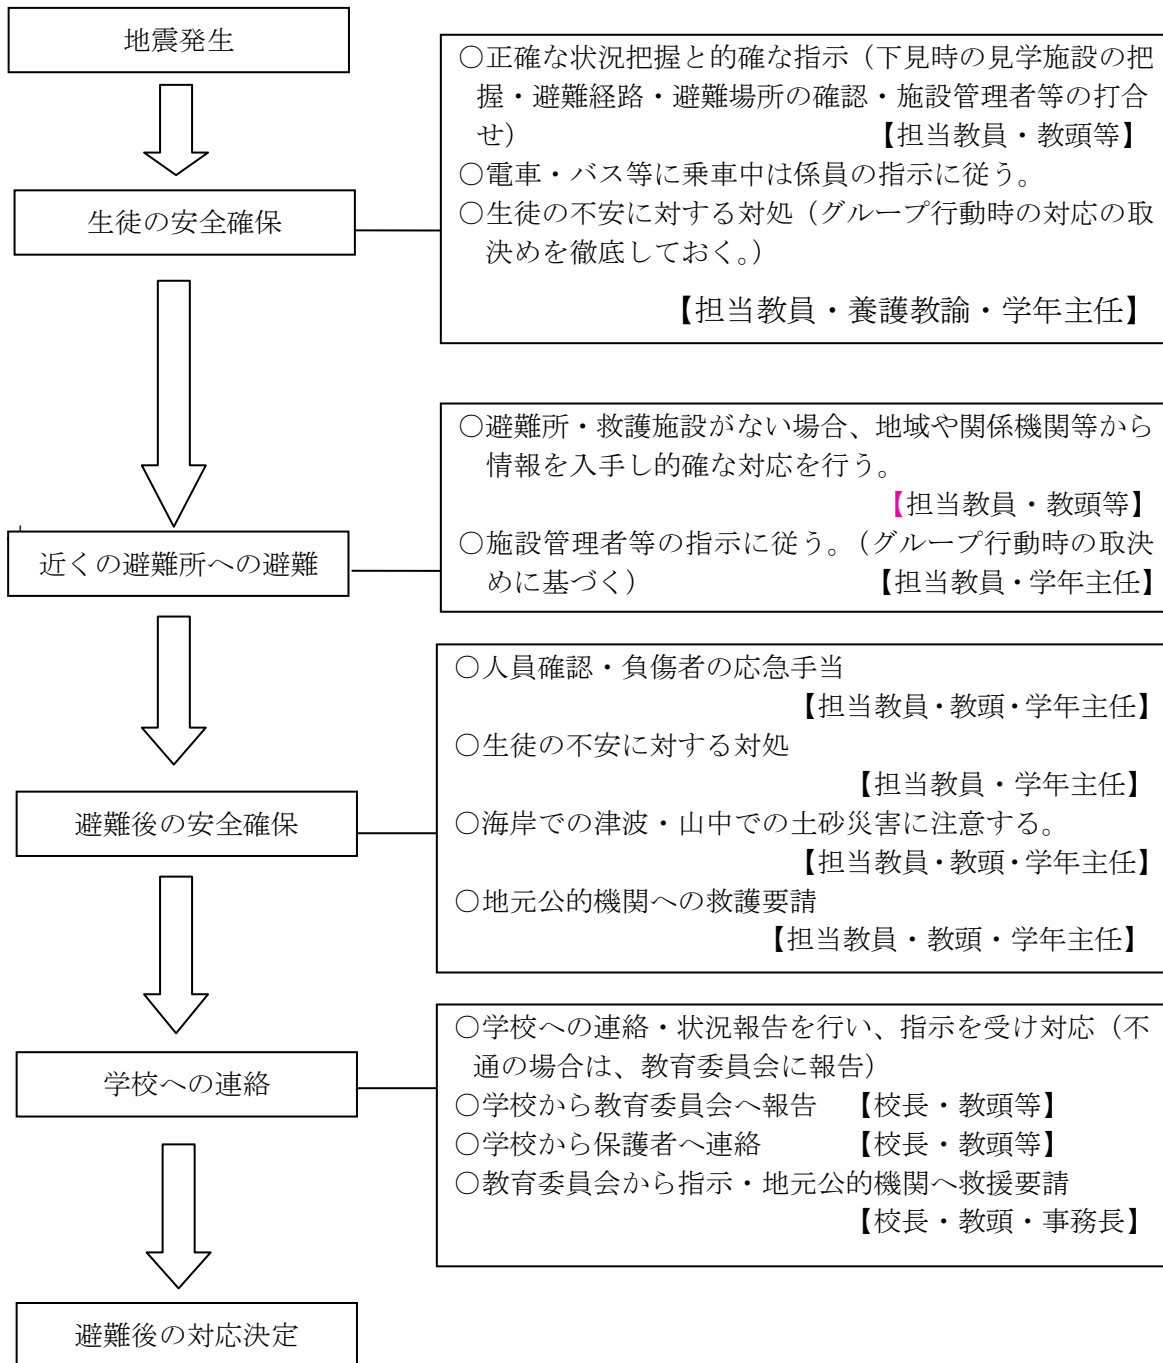 地震発生
○正確な状況把握と的確な指示（下見時の見学施設の把
握・避難経路・避難場所の確認・施設管理者等の打合
せ） 【担当教員・教頭等】
○電車・バス等に乗車中は係員の指示に従う。
○生徒の不安に対する対処（グループ行動時の対応の取
決めを徹底しておく。）
【担当教員・養護教諭・学年主任】
生徒の安全確保
○避難所・救護施設がない場合、地域や関係機関等から
情報を入手し的確な対応を行う。
【担当教員・教頭等】
○施設管理者等の指示に従う。（グループ行動時の取決
めに基づく） 【担当教員・学年主任】
近くの避難所への避難
○人員確認・負傷者の応急手当
【担当教員・教頭・学年主任】
○生徒の不安に対する対処
【担当教員・学年主任】
○海岸での津波・山中での土砂災害に注意する。
【担当教員・教頭・学年主任】
○地元公的機関への救護要請
【担当教員・教頭・学年主任】
避難後の安全確保
○学校への連絡・状況報告を行い、指示を受け対応（不
通の場合は、教育委員会に報告）
○学校から教育委員会へ報告 【校長・教頭等】
○学校から保護者へ連絡 【校長・教頭等】
○教育委員会から指示・地元公的機関へ救援要請
【校長・教頭・事務長】
学校への連絡
避難後の対応決定